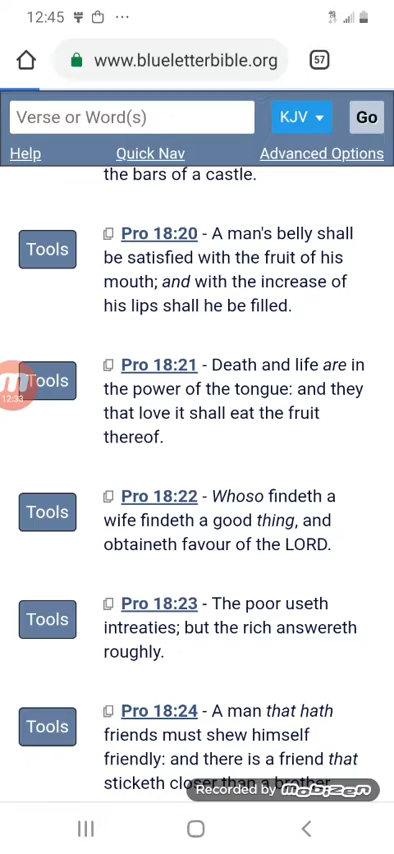 12:45
www.blueletterbible.org
57
Verse or Word(s)
KJV
Go
Help
Quick Nav
Advanced Options
the bars of a castle.
Tools
Pro 18:20 - A man's belly shall
be satisfied with the fruit of his
mouth; and with the increase of
his lips shall he be filled.
Tools
12:33
Pro 18:21 - Death and life are in
the power of the tongue: and they
that love it shall eat the fruit
thereof.
Tools
Pro 18:22 - Whoso findeth a
wife findeth a good thing, and
obtaineth favour of the LORD.
Tools
Pro 18:23 - The poor useth
intreaties; but the rich answereth
roughly.
Tools
Pro 18:24 - A man that hath
friends must shew himself
friendly: and there is a friend that
sticketh closer than a brother.
Recorded by mobizen